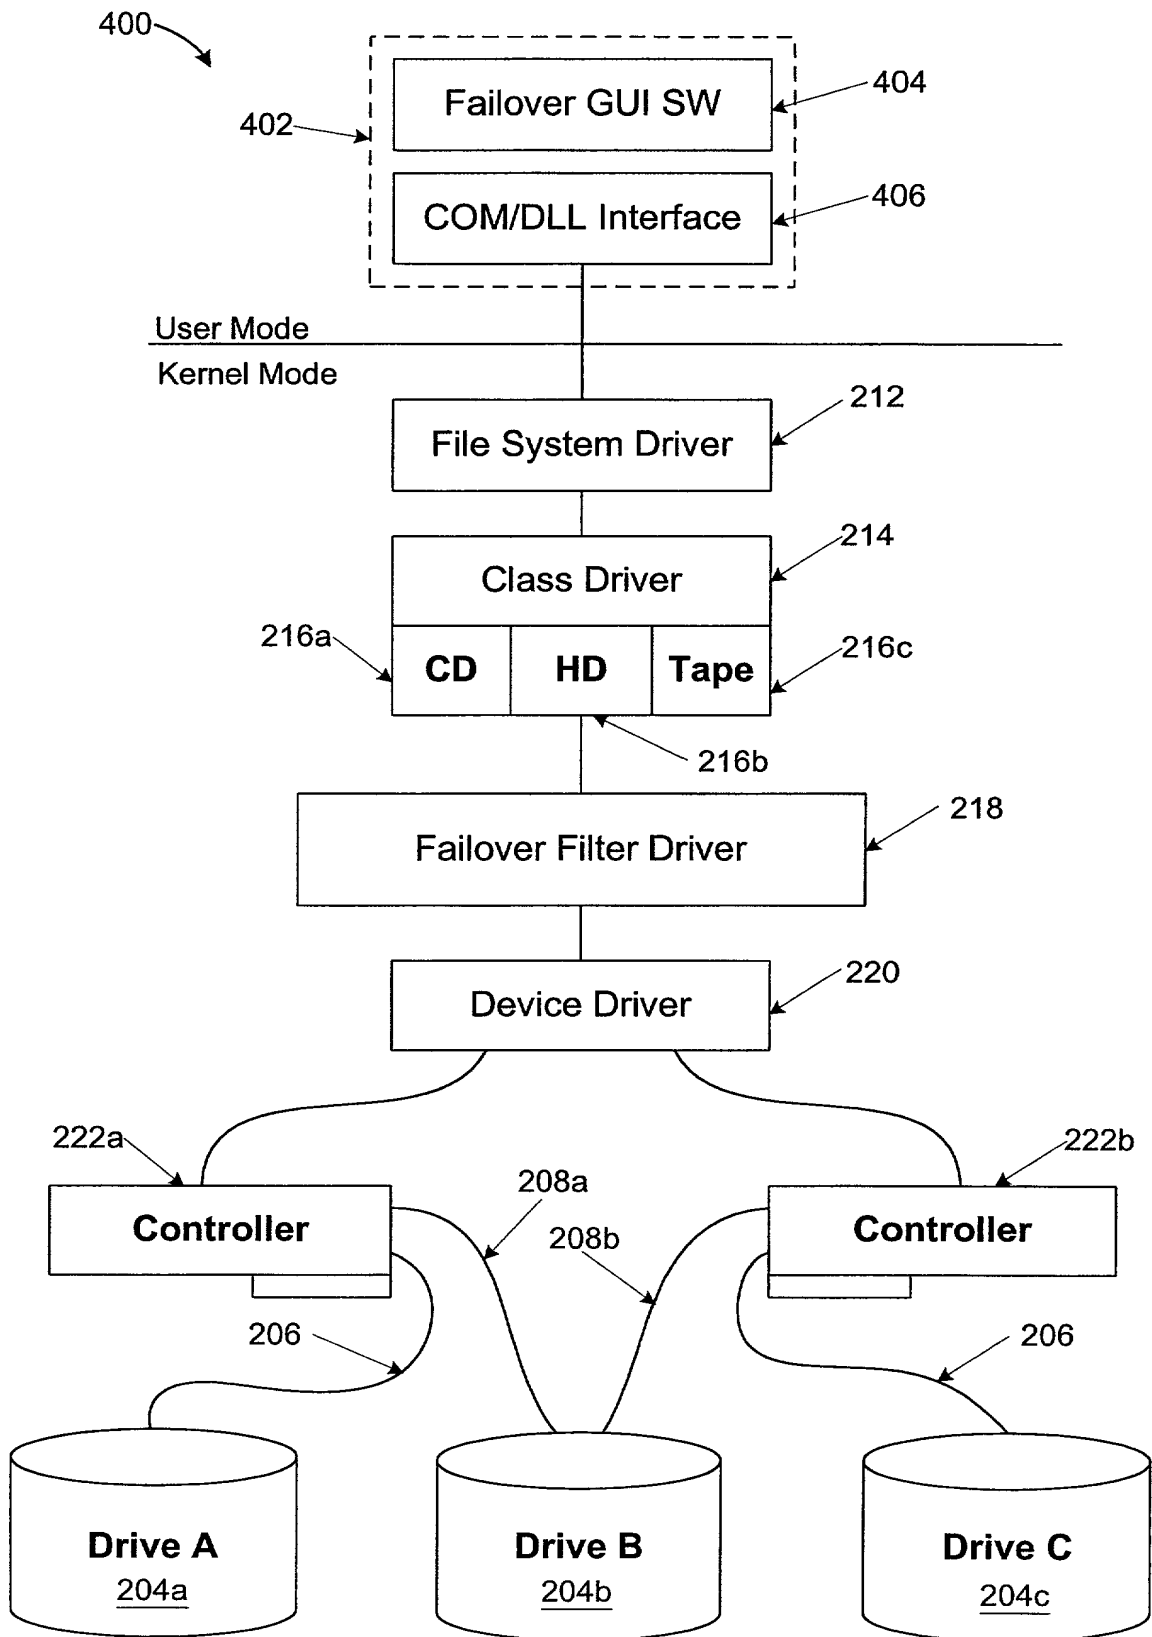 400
Failover GUI SW
404
402
COM/DLL Interface
406
User Mode
Kernel Mode
File System Driver
212
Class Driver
214
216a
CD
HD
Tape
216c
216b
Failover Filter Driver
218
Device Driver
220
222a
222b
Controller
208a
208b
Controller
206
206
Drive A
204a
Drive B
204b
Drive C
204c